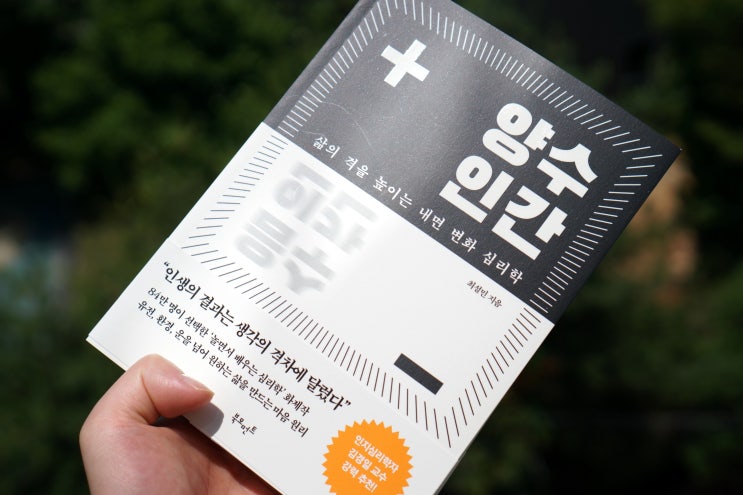 양수
인간
삶의 격을 높이는 내면 변화 심리학
최설민 지음
“인생의 결과는 생각의 격차에 달렸다”
84만 명이 선택한 ‘놀면서 배우는 심리학’ 화제작
유전, 환경, 운을 넘어 원하는 삶을 만드는 마음 원리
북모먼트
인지심리학자
김경일 교수
강력 추천!